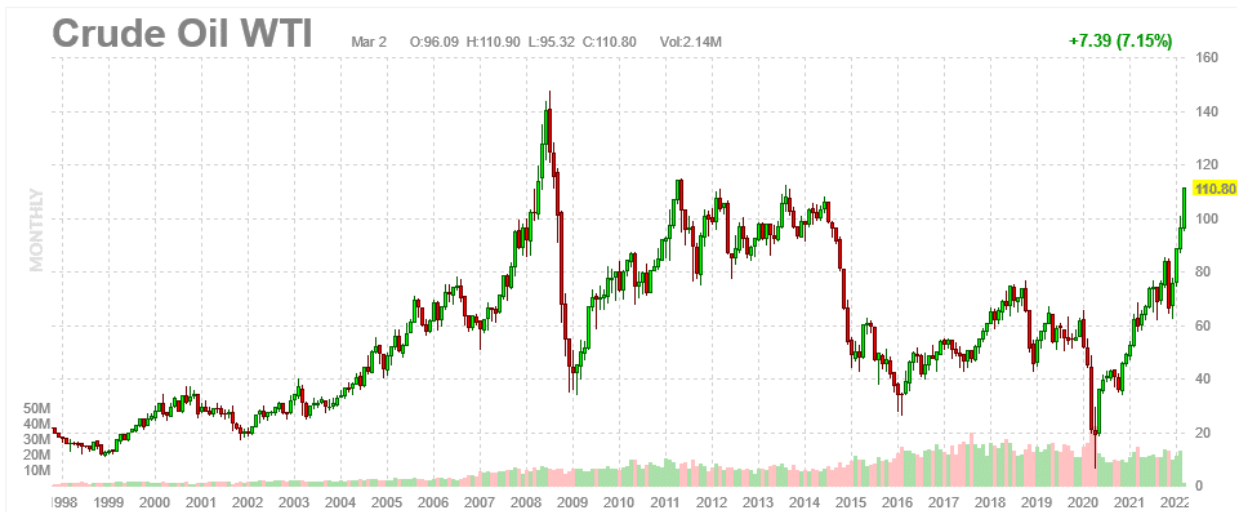 Crude Oil WTI Mar 2 O:96.09 H:110.90 L:95.32 C:110.80 Vol:2.14M +7.39 (7.15%)
160
140
120
MONTHLY
110.80
100
80
60
40
50M
40M
30M
20
20M
10M
0
1998 1999 2000 2001 2002 2003 2004 2005 2006 2007 2008 2009 2010 2011 2012 2013 2014 2015 2016 2017 2018 2019 2020 2021 2022